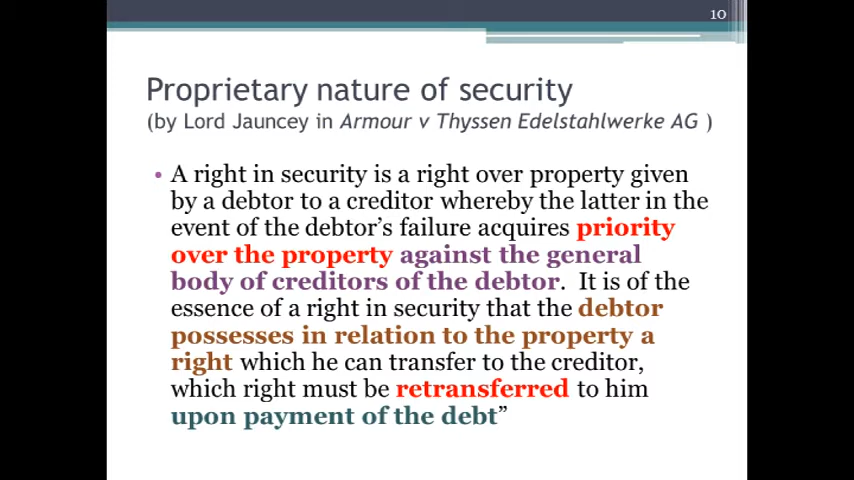 10
Proprietary nature of security
(by Lord Jauncey in Armour v Thyssen Edelstahlwerke AG )
• A right in security is a right over property given
by a debtor to a creditor whereby the latter in the
event of the debtor’s failure acquires priority
over the property against the general
body of creditors of the debtor. It is of the
essence of a right in security that the debtor
possesses in relation to the property a
right which he can transfer to the creditor,
which right must be retransferred to him
upon payment of the debt”